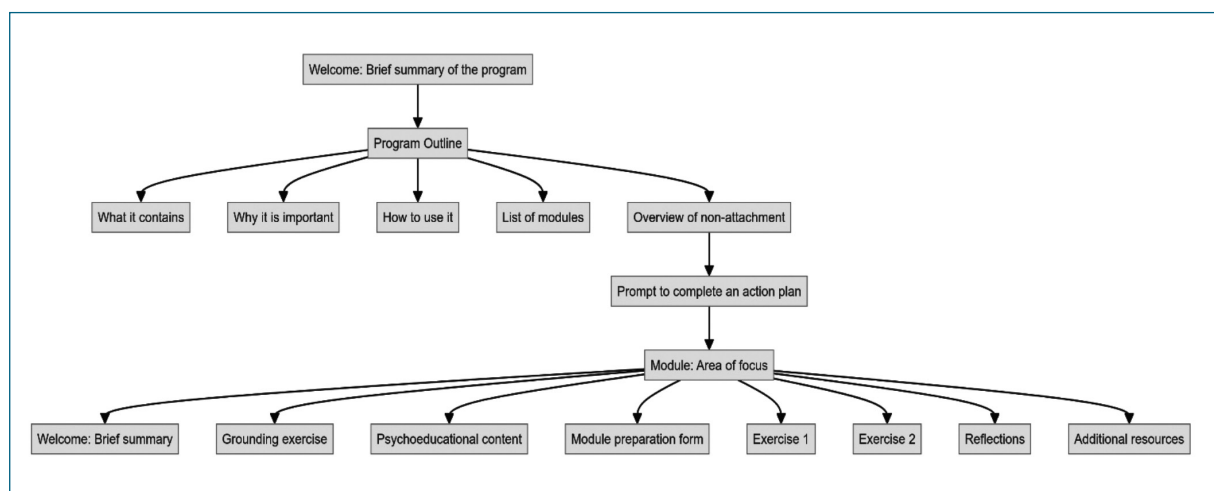 Welcome: Brief summary of the program
Program Outline
What it contains
Why it is important
How to use it
List of modules
Overview of non-attachment
Prompt to complete an action plan
Module: Area of focus
Welcome: Brief summary
Grounding exercise
Psychoeducational content
Module preparation form
Exercise 1
Exercise 2
Reflections
Additional resources